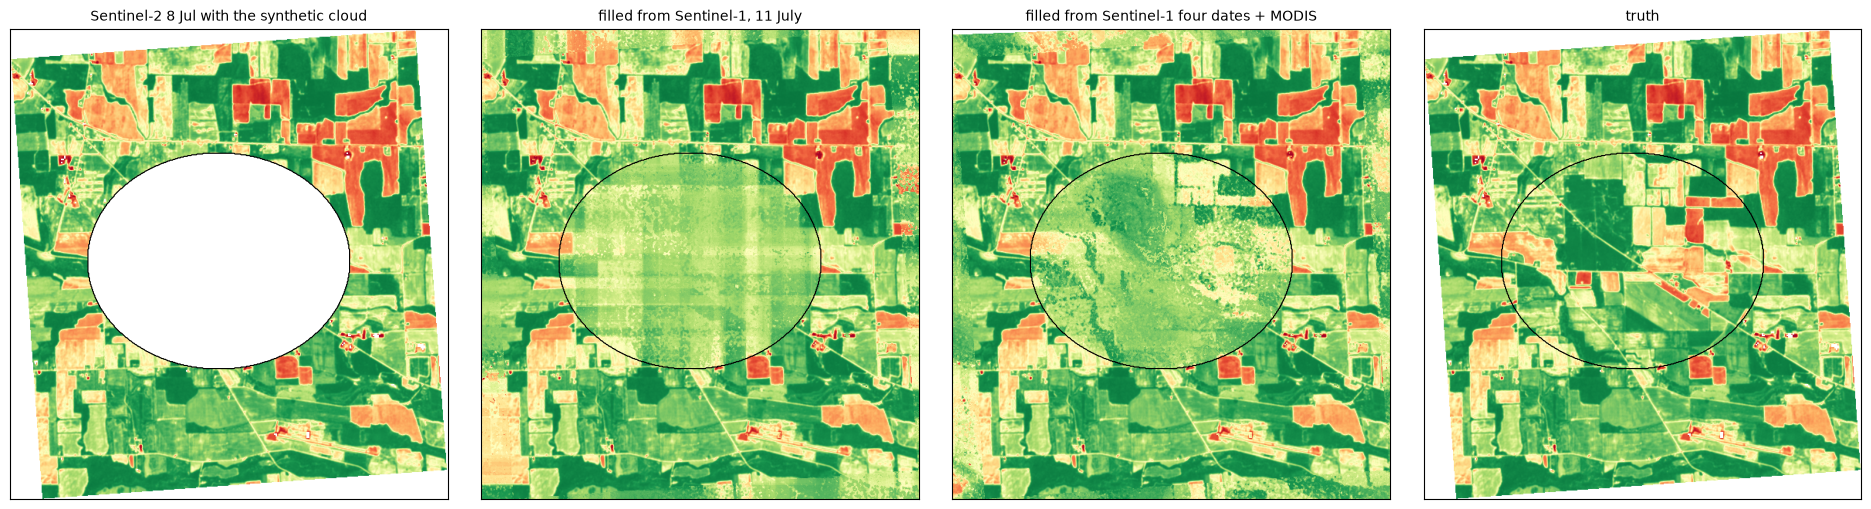 Sentinel-2 8 Jul with the synthetic cloud
filled from Sentinel-1, 11 July
filled from Sentinel-1 four dates + MODIS
truth